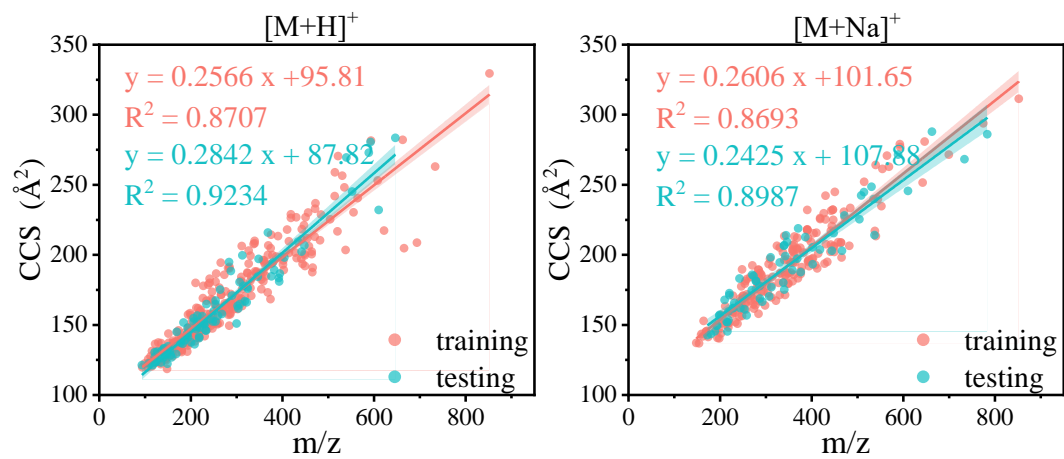 [M+H]+
350
300
250
200
150
100
CCS (Å2)
y = 0.2566 x +95.81
R2 = 0.8707
y = 0.2842 x + 87.82
R2 = 0.9234
training
testing
0 200 400 600 800
m/z
[M+Na]+
350
300
250
200
150
100
CCS (Å2)
y = 0.2606 x +101.65
R2 = 0.8693
y = 0.2425 x + 107.88
R2 = 0.8987
training
testing
0 200 400 600 800
m/z